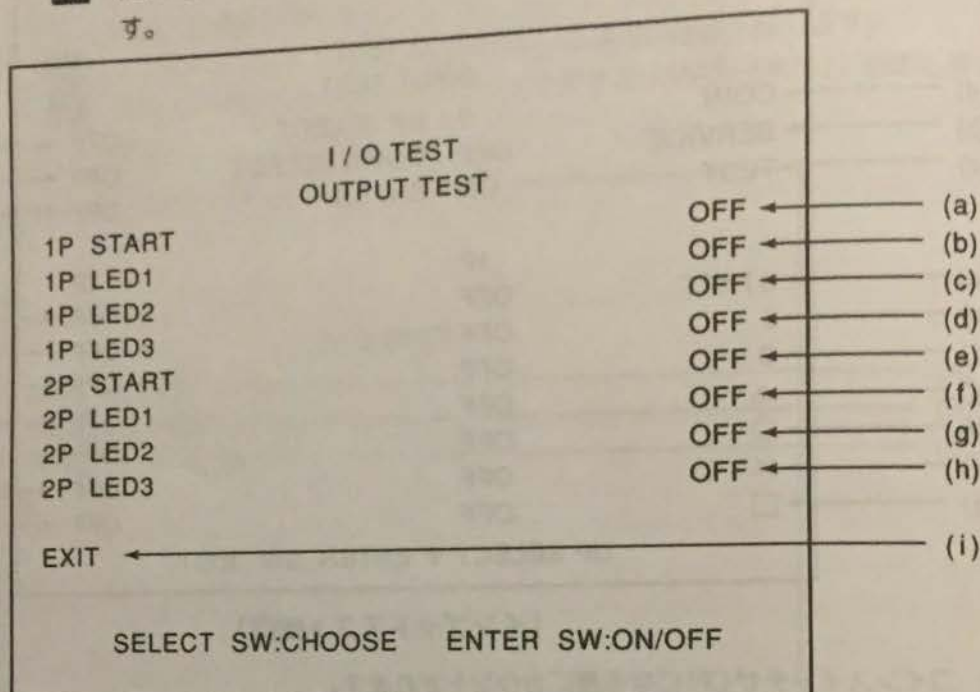 す。
I / O TEST
OUTPUT TEST
1P START OFF (a)
1P LED1 OFF (b)
1P LED2 OFF (c)
1P LED3 OFF (d)
2P START OFF (e)
2P LED1 OFF (f)
2P LED2 OFF (g)
2P LED3 OFF (h)
EXIT (i)
SELECT SW:CHOOSE ENTER SW:ON/OFF